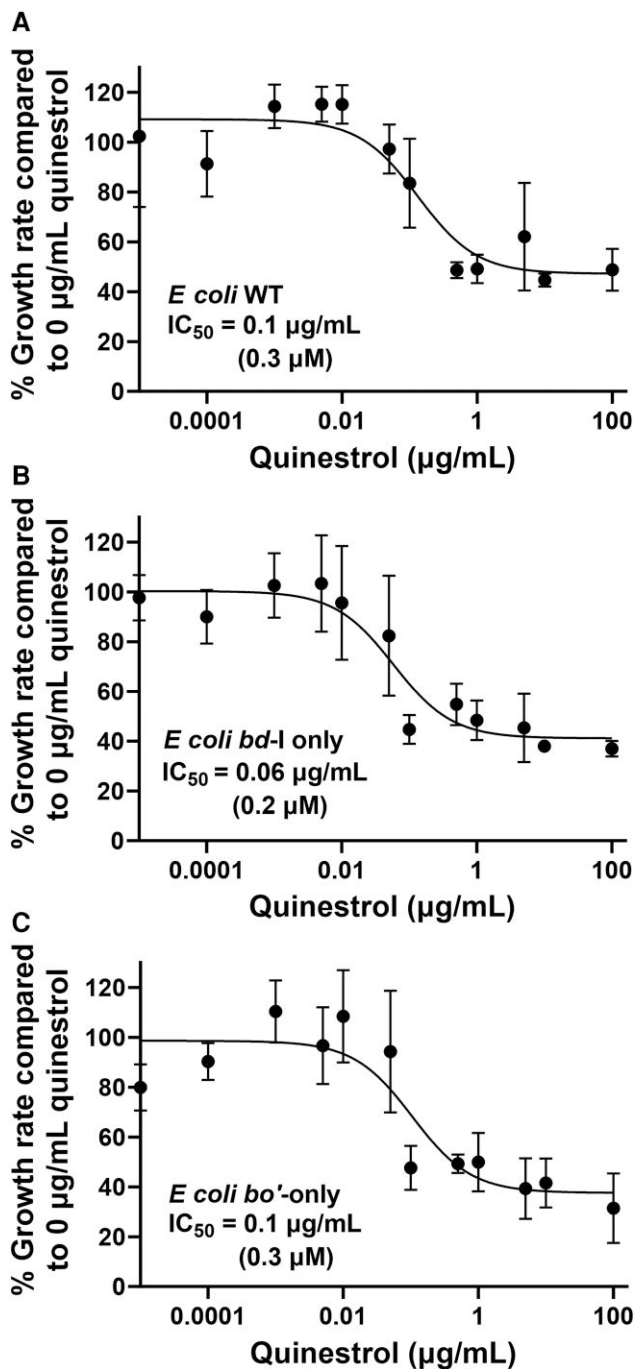 A
% Growth rate compared
to 0 µg/mL quinestrol
120
100
80
60
40
20
0
E coli WT
IC50 = 0.1 µg/mL
(0.3 µM)
0.0001 0.01 1 100
Quinestrol (µg/mL)
B
% Growth rate compared
to 0 µg/mL quinestrol
120
100
80
60
40
20
0
E coli bd-I only
IC50 = 0.06 µg/mL
(0.2 µM)
0.0001 0.01 1 100
Quinestrol (µg/mL)
C
% Growth rate compared
to 0 µg/mL quinestrol
120
100
80
60
40
20
0
E coli bo'-only
IC50 = 0.1 µg/mL
(0.3 µM)
0.0001 0.01 1 100
Quinestrol (µg/mL)